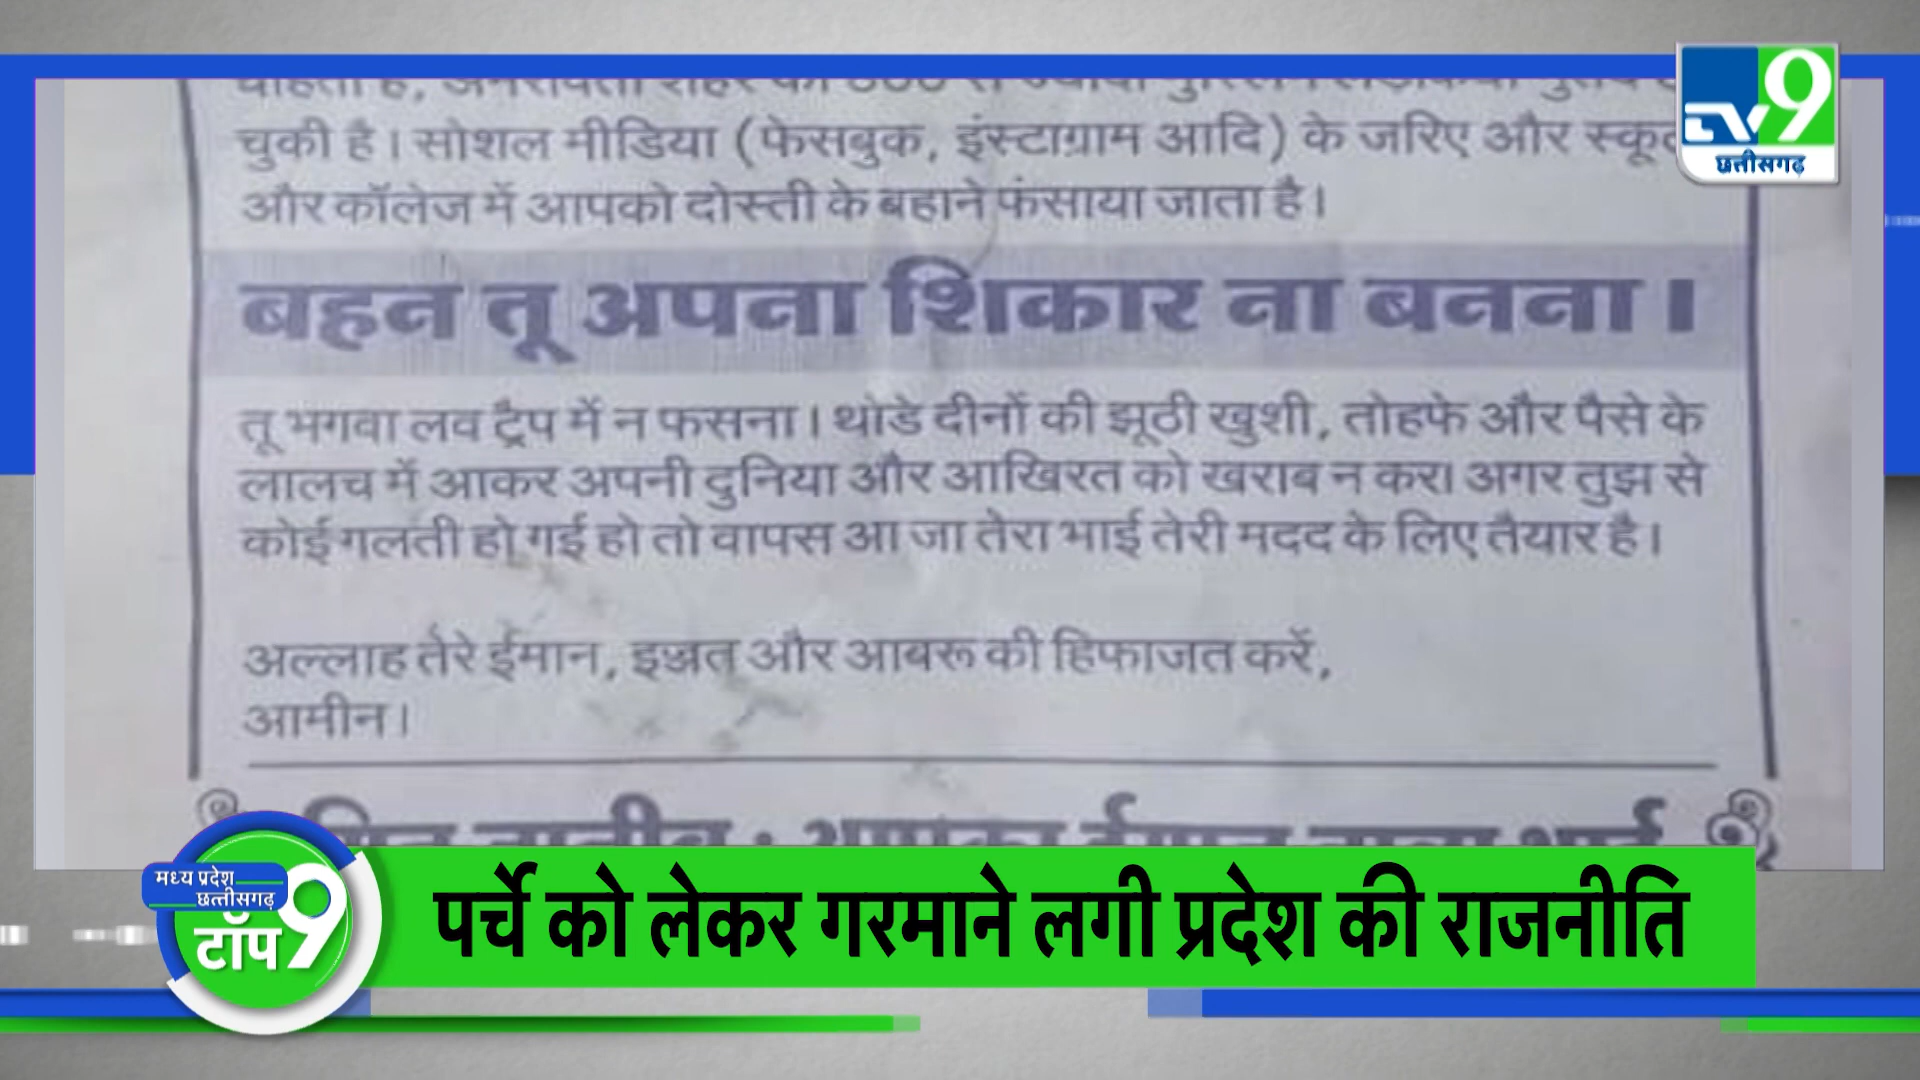 चुकी है। सोशल मीडिया (फेसबुक, इंस्टाग्राम आदि) के जरिए और
और कॉलेज में आपको दोस्ती के बहाने फंसाया जाता है।
बहन तू अपना शिकार ना बनना।
तू भगवा लव ट्रैप में न फसना। थोडे दीनों की झूठी खुशी, तोहफे और पैसे के
लालच में आकर अपनी दुनिया और आखिरत को खराब न कर। अगर तुझ से
कोई गलती हो गई हो तो वापस आ जा तेरा भाई तेरी मदद के लिए तैयार है।
अल्लाह तेरे ईमान, इज्जत और आबरू की हिफाजत करें,
आमीन।
TV9
छत्तीसगढ़
मध्य प्रदेश
छत्तीसगढ़
टॉप 9
पर्चे को लेकर गरमाने लगी प्रदेश की राजनीति